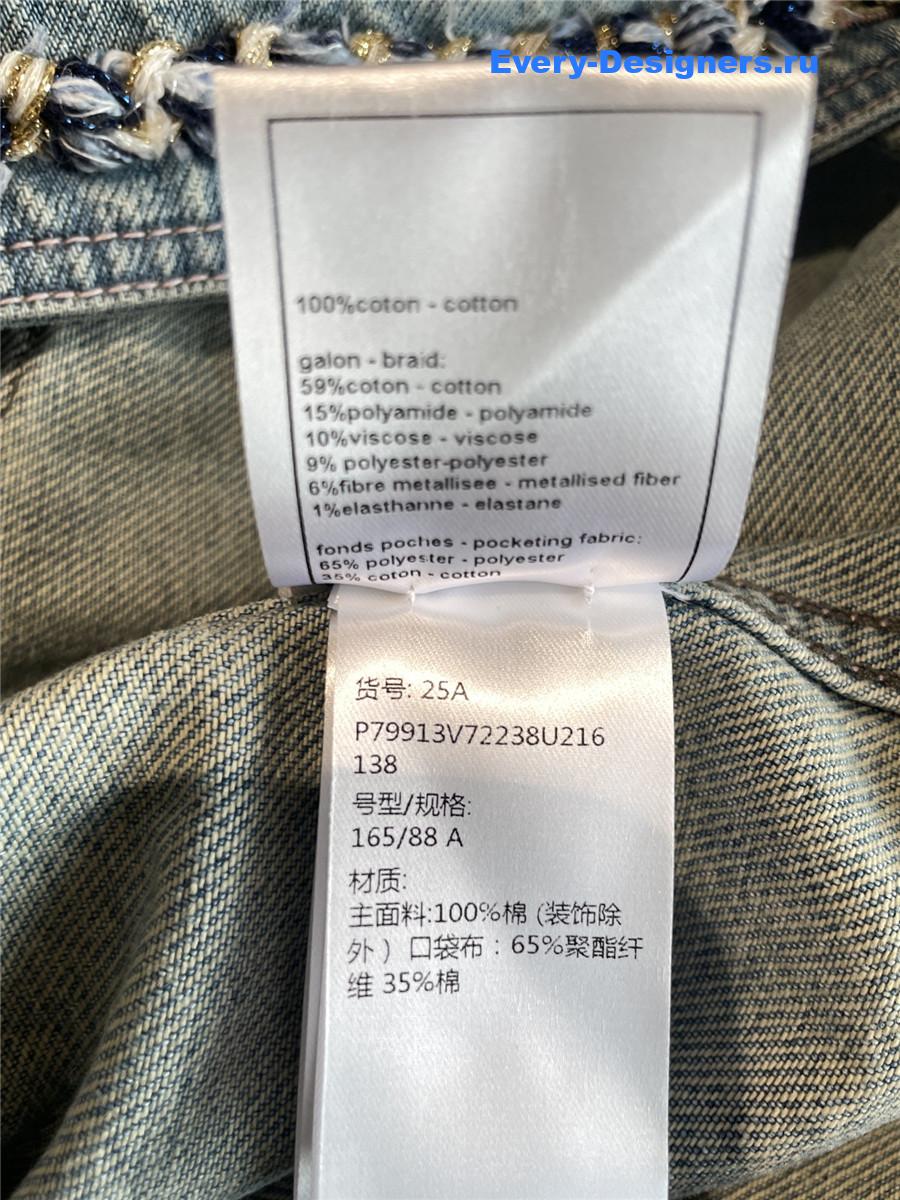 Every-Designers.ru
100%coton - cotton
galon - braid:
59%coton - cotton
15%polyamide - polyamide
10%viscose - viscose
9% polyester-polyester
6%fibre metallisee - metallised fiber
1%elasthanne - elastane
fonds poches - pocketing fabric:
65% polyester - polyester
35% coton - cotton
货号: 25A
P79913V72238U216
138
号型/规格:
165/88 A
材质:
主面料:100%棉 (装饰除
外 ) 口袋布 : 65%聚酯纤
维 35%棉